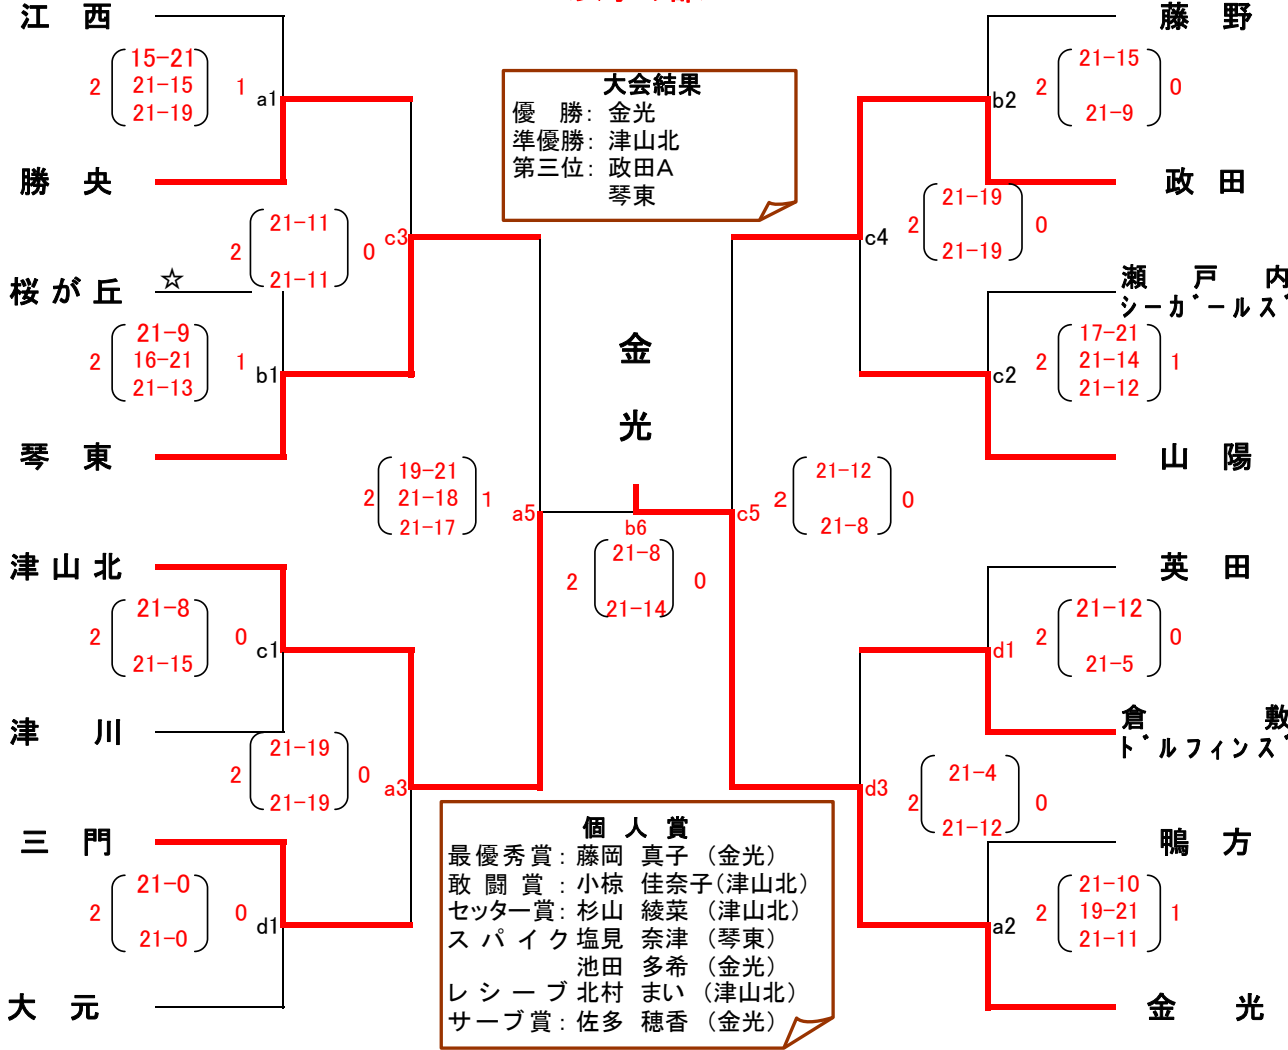 江西
2 15-21 1
21-15
21-19
a1
勝央
2 21-11 0
21-11
c3
桜が丘 ☆
2 21-9 1
16-21
21-13
b1
琴東
2 19-21 1
21-18
21-17
a5
津山北
2 21-8 0
21-15
c1
津川
2 21-19 0
21-19
a3
三門
2 21-0 0
21-0
d1
大元
大会結果
優勝: 金光
準優勝: 津山北
第三位: 政田A
琴東
金光
b6
2 21-8 0
21-14
個人賞
最優秀賞: 藤岡 真子 (金光)
敢闘賞: 小椋 佳奈子(津山北)
セッター賞: 杉山 綾菜 (津山北)
スパイク 塩見 奈津 (琴東)
池田 多希 (金光)
レシーブ 北村 まい (津山北)
サーブ賞: 佐多 穂香 (金光)
藤野
b2
2 21-15 0
21-9
政田
c4
2 21-19 0
21-19
瀬戸内
シーガールズ
c2
2 17-21 1
21-14
21-12
山陽
c5
2 21-12 0
21-8
英田
d1
2 21-12 0
21-5
倉敷
ドルフィンズ
d3
2 21-4 0
21-12
鴨方
a2
2 21-10 1
19-21
21-11
金光